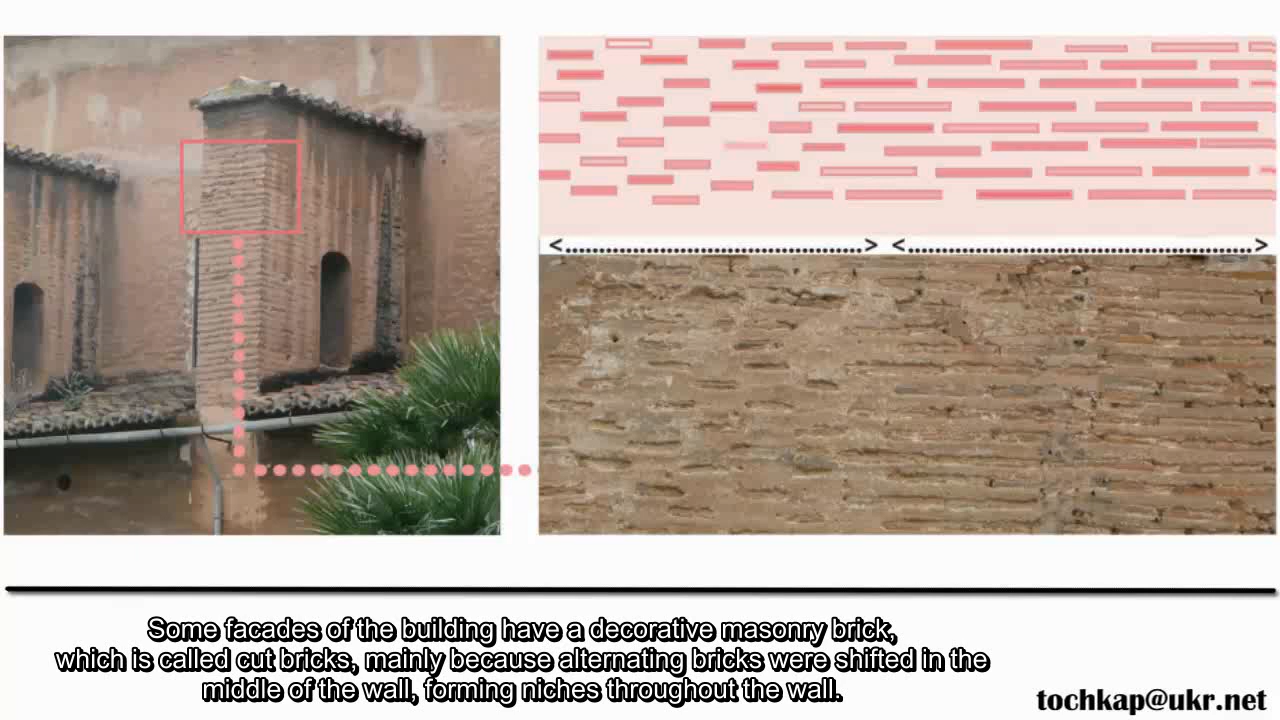 Some facades of the building have a decorative masonry brick,
which is called cut bricks, mainly because alternating bricks were shifted in the
middle of the wall, forming niches throughout the wall.
tochkap@ukr.net